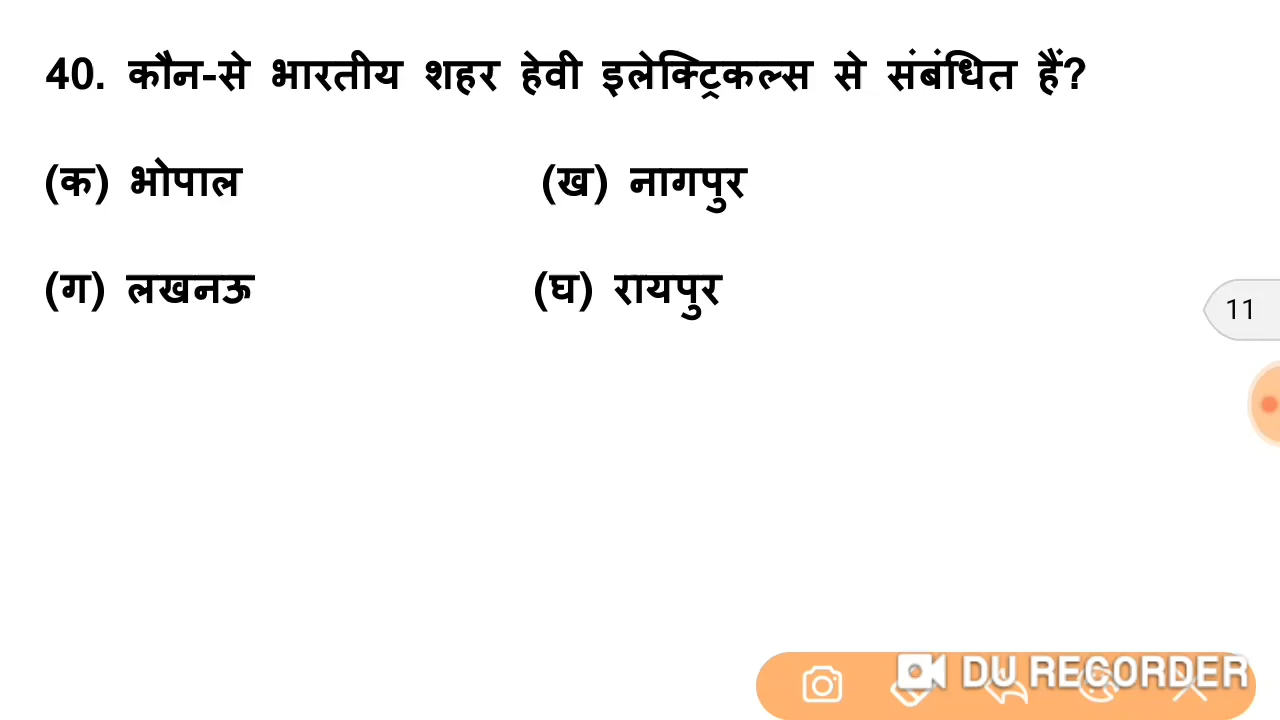 40. कौन-से भारतीय शहर हेवी इलेक्ट्रिकल्स से संबंधित हैं?
(क) भोपाल (ख) नागपुर
(ग) लखनऊ (घ) रायपुर
11
DU RECORDER